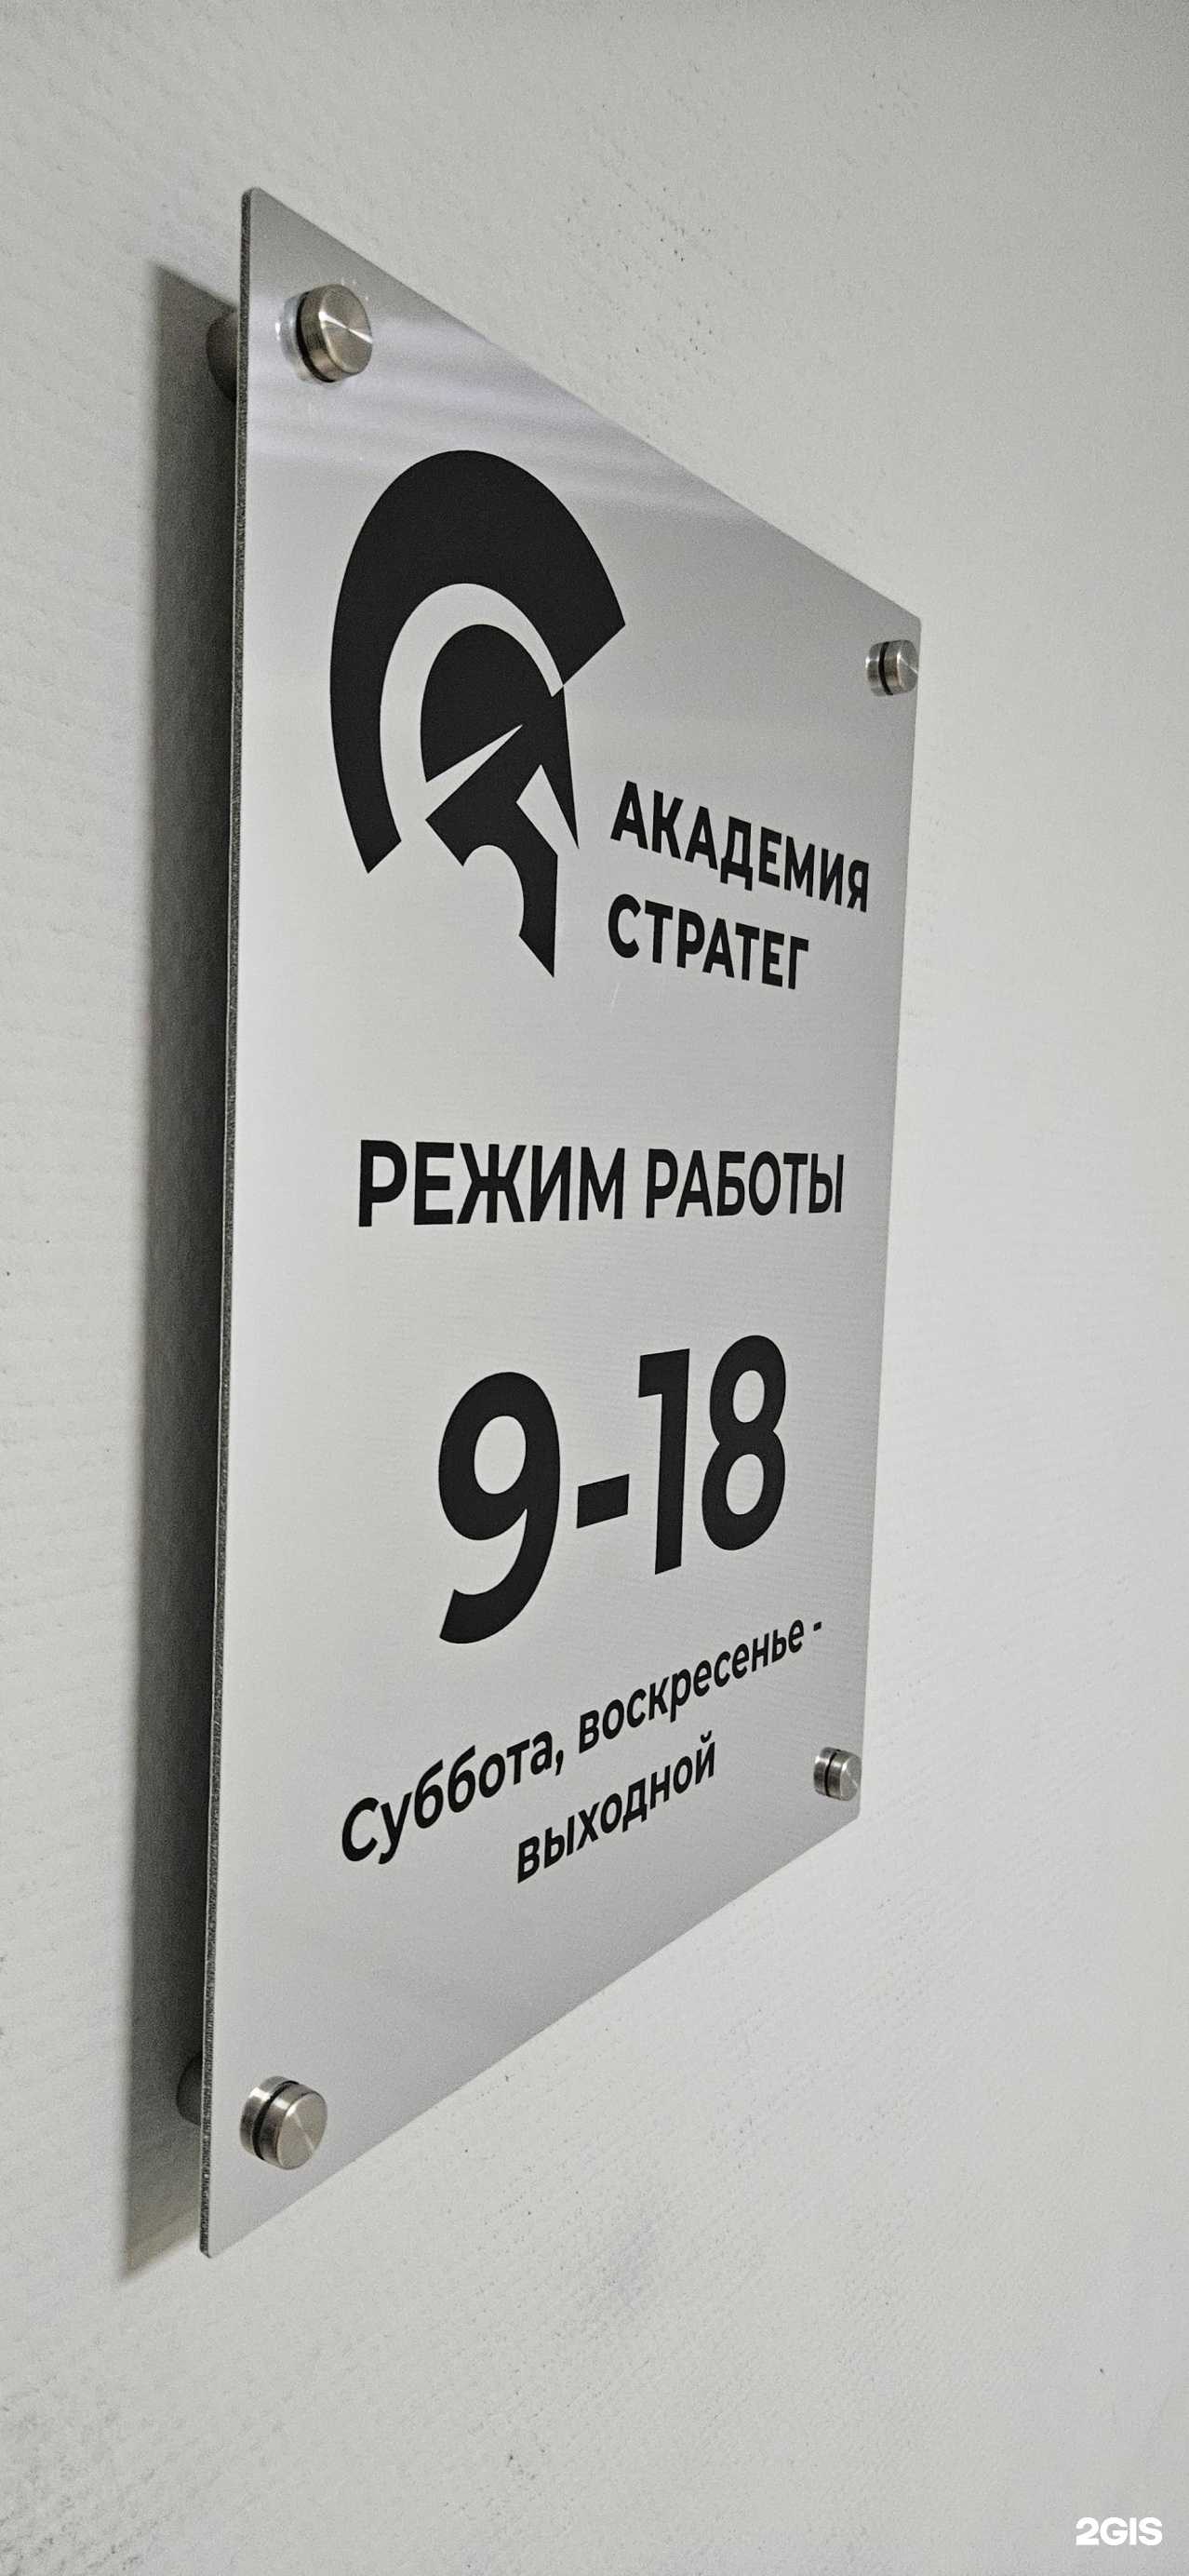 АКАДЕМИЯ
СТРАТЕГ
РЕЖИМ РАБОТЫ
9-18
Суббота, воскресенье -
выходной
2GIS